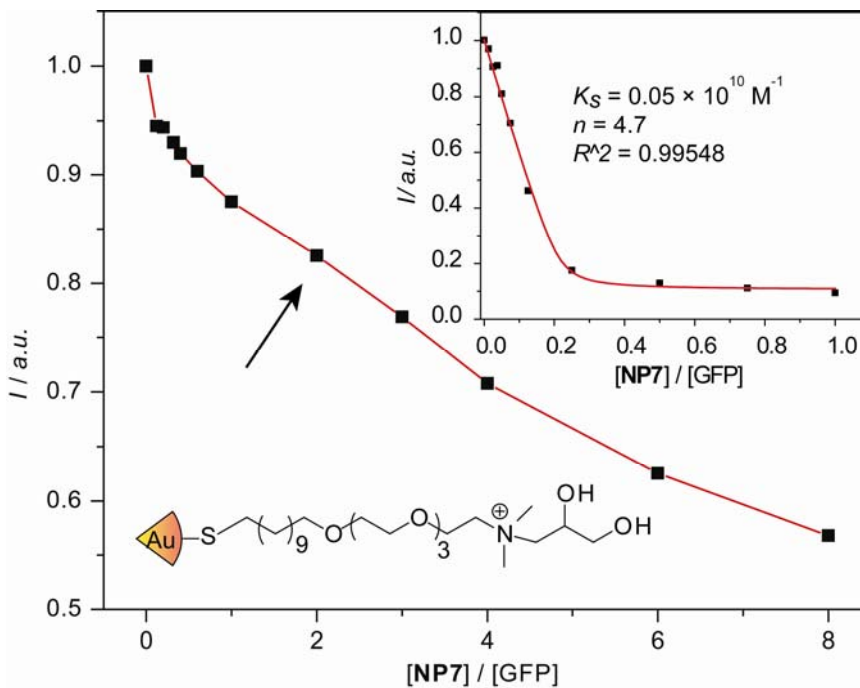 1.0
0.9
0.8
0.7
0.6
0.5
I / a.u.
0 2 4 6 8
[NP7] / [GFP]
1.0
0.8
0.6
0.4
0.2
0.0
I / a.u.
0.0 0.2 0.4 0.6 0.8 1.0
[NP7] / [GFP]
KS = 0.05 × 10^10 M^-1
n = 4.7
R^2 = 0.99548
Au S 9 O O 3 N ⊕ OH OH